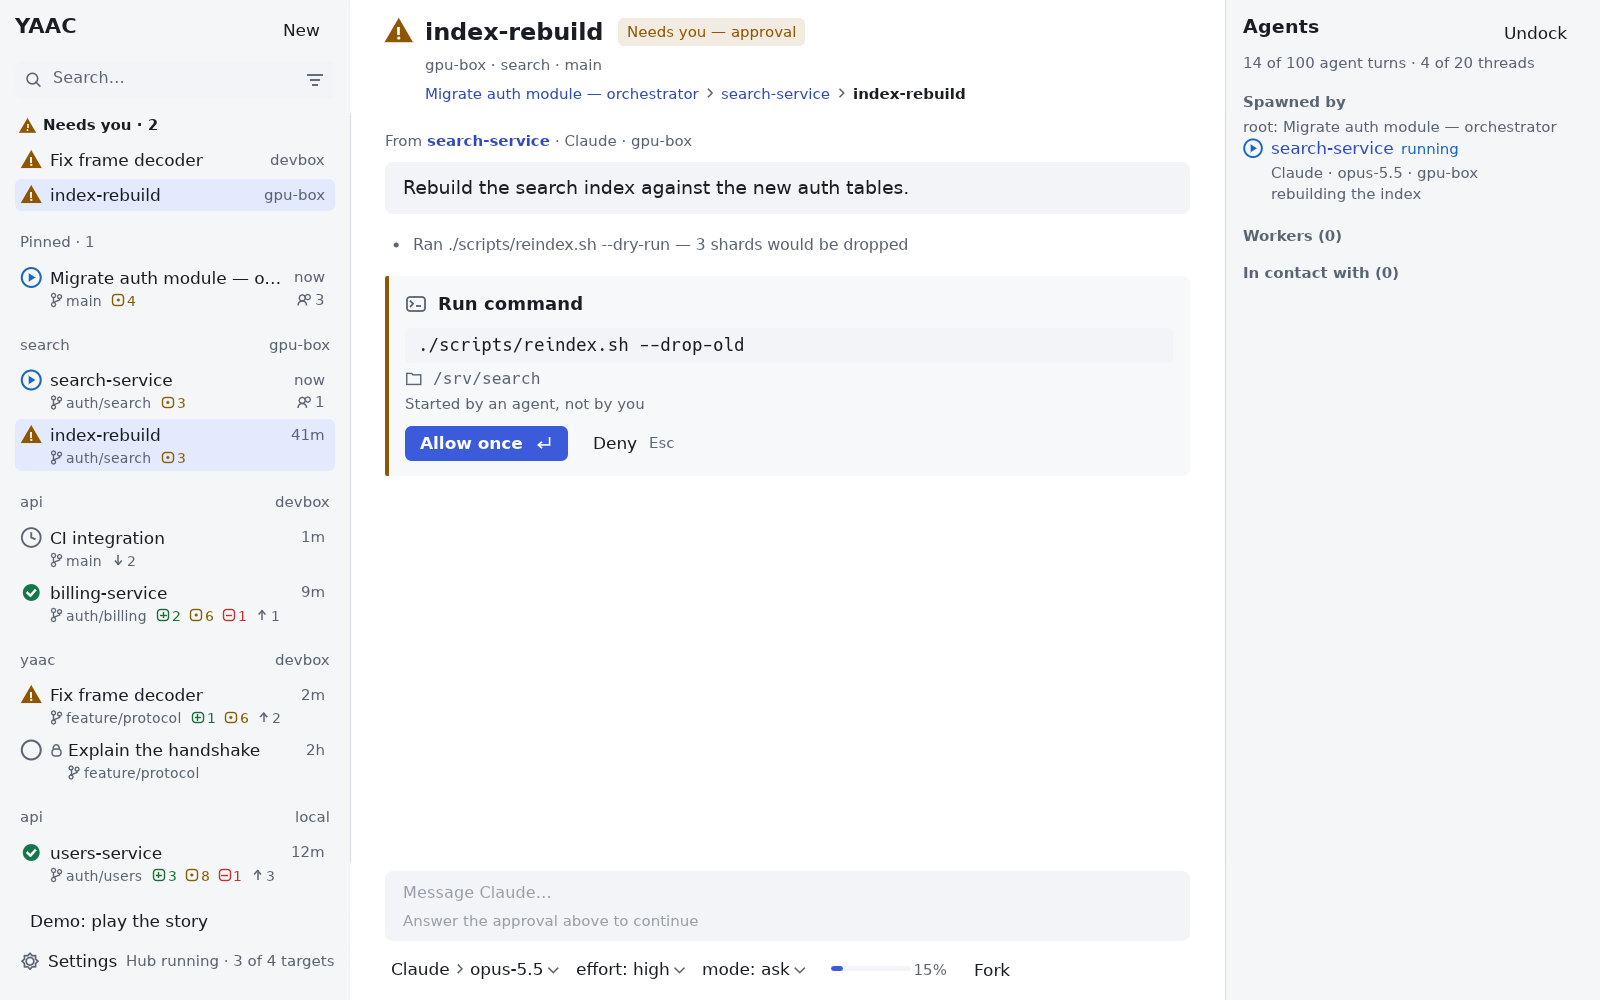 YAAC
New
Search...
Needs you · 2
Fix frame decoder devbox
index-rebuild gpu-box
Pinned · 1
Migrate auth module — o... now
main 4 3
search gpu-box
search-service now
auth/search 3 1
index-rebuild 41m
auth/search 3
api devbox
CI integration 1m
main 2
billing-service 9m
auth/billing 2 6 1 1
yaac devbox
Fix frame decoder 2m
feature/protocol 1 6 2
Explain the handshake 2h
feature/protocol
api local
users-service 12m
auth/users 3 8 1 3
Demo: play the story
Settings Hub running · 3 of 4 targets
index-rebuild Needs you — approval
gpu-box · search · main
Migrate auth module — orchestrator search-service index-rebuild
From search-service · Claude · gpu-box
Rebuild the search index against the new auth tables.
• Ran ./scripts/reindex.sh --dry-run — 3 shards would be dropped
Run command
./scripts/reindex.sh --drop-old
/srv/search
Started by an agent, not by you
Allow once Deny Esc
Message Claude...
Answer the approval above to continue
Claude opus-5.5 effort: high mode: ask 15% Fork
Agents
Undock
14 of 100 agent turns · 4 of 20 threads
Spawned by
root: Migrate auth module — orchestrator
search-service running
Claude · opus-5.5 · gpu-box
rebuilding the index
Workers (0)
In contact with (0)